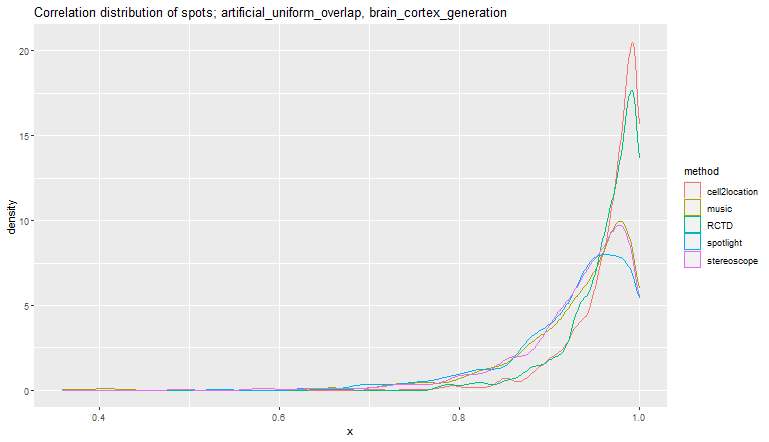 Correlation distribution of spots; artificial_uniform_overlap, brain_cortex_generation
20
15
10
5
0
density
0.4
0.6
0.8
1.0
x
method
cell2location
music
RCTD
spotlight
stereoscope